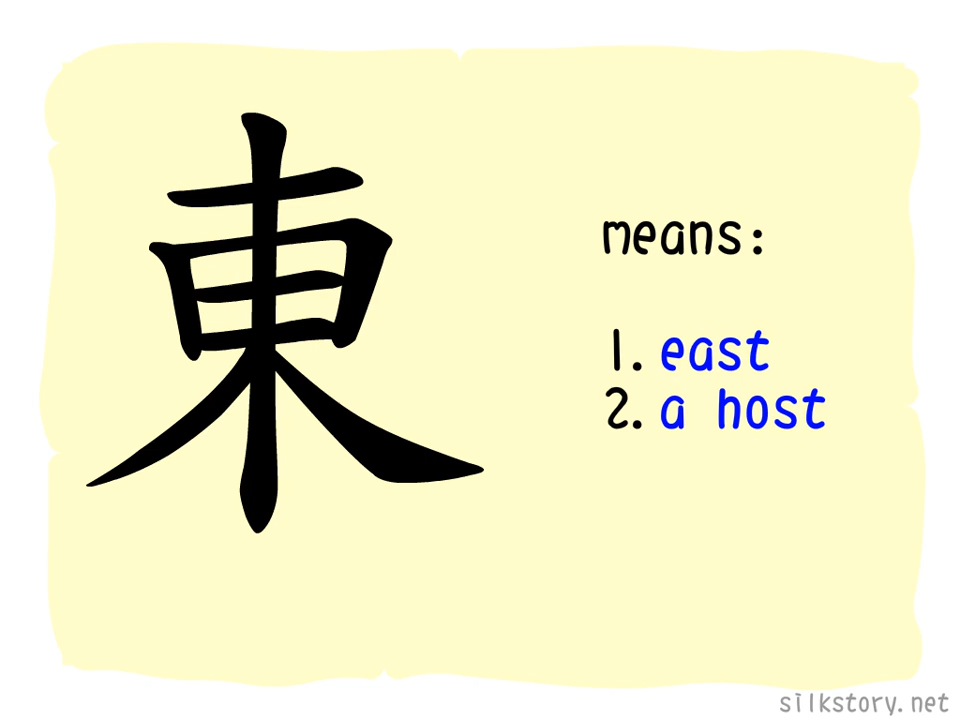 東
means:
1. east
2. a host
silkstory.net